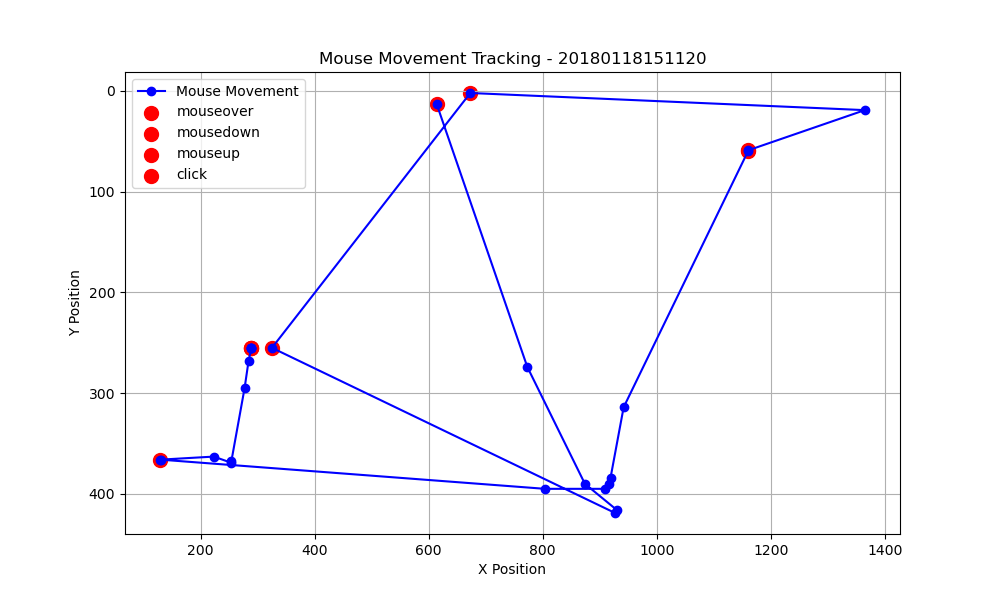 Mouse Movement Tracking - 20180118151120
Mouse Movement
mouseover
mousedown
mouseup
click
0
100
200
300
400
Y Position
200 400 600 800 1000 1200 1400
X Position